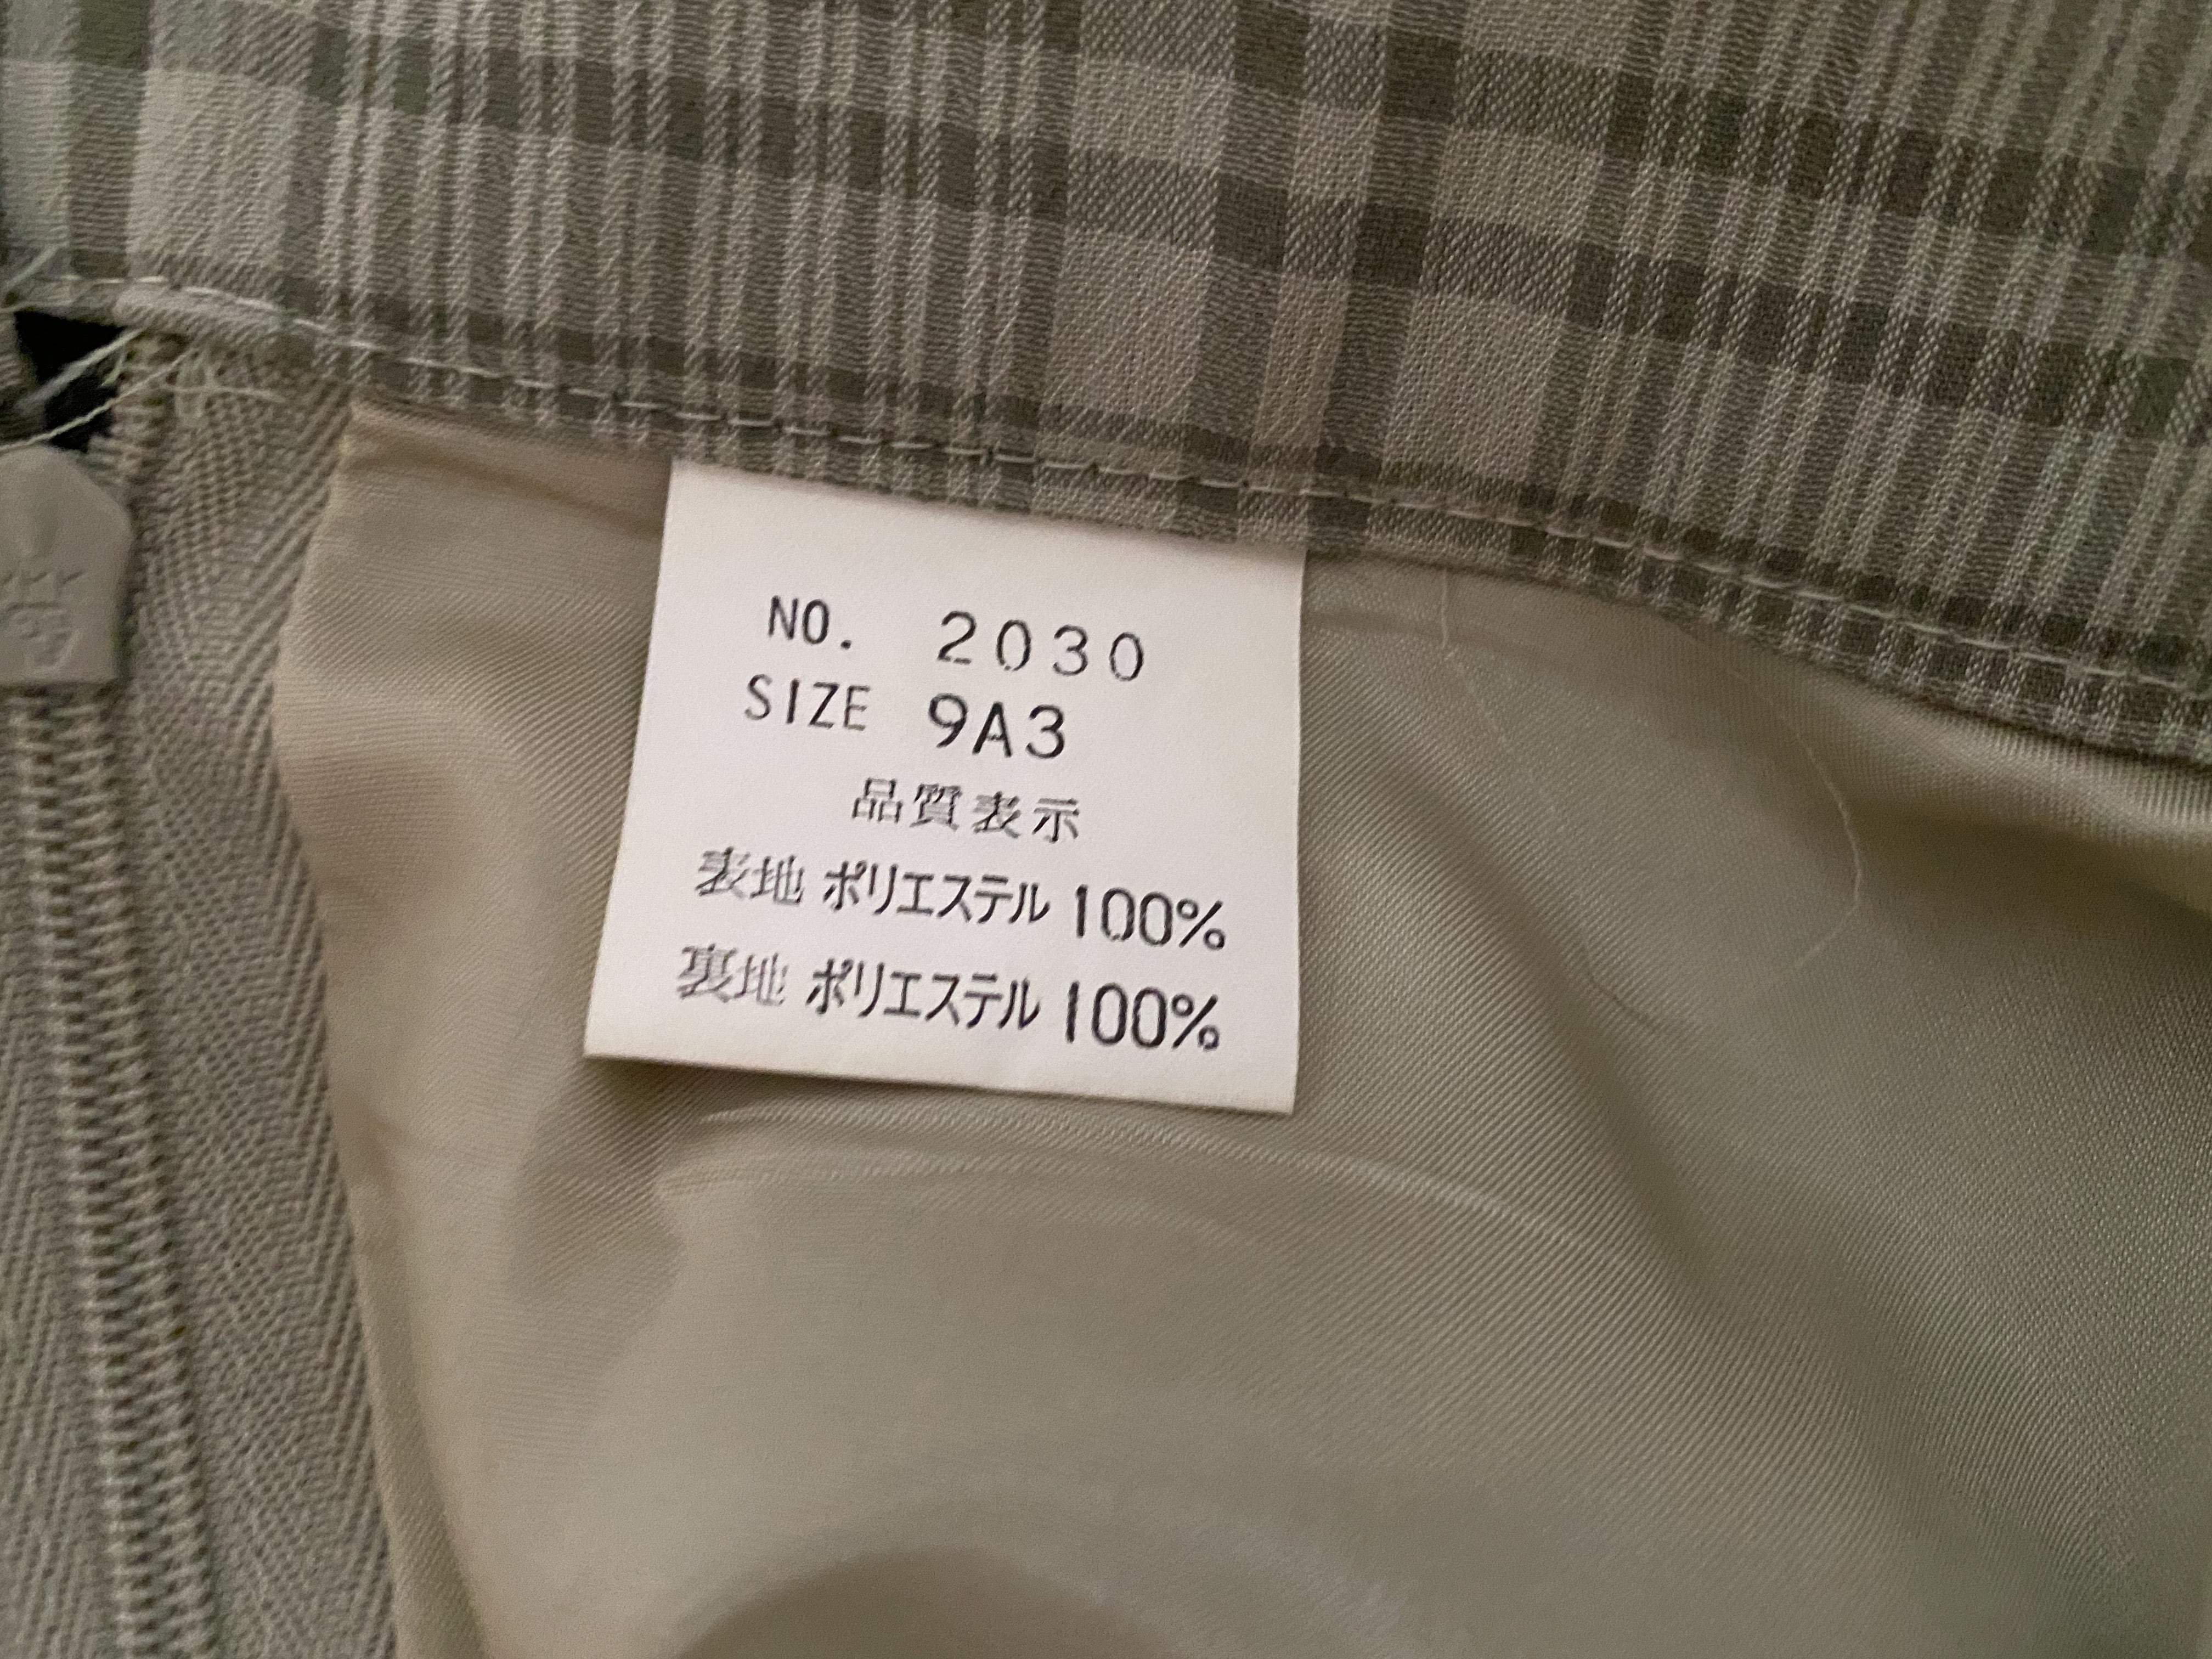 NO. 2030
SIZE 9A3
品質表示
表地 ポリエステル 100%
裏地 ポリエステル 100%